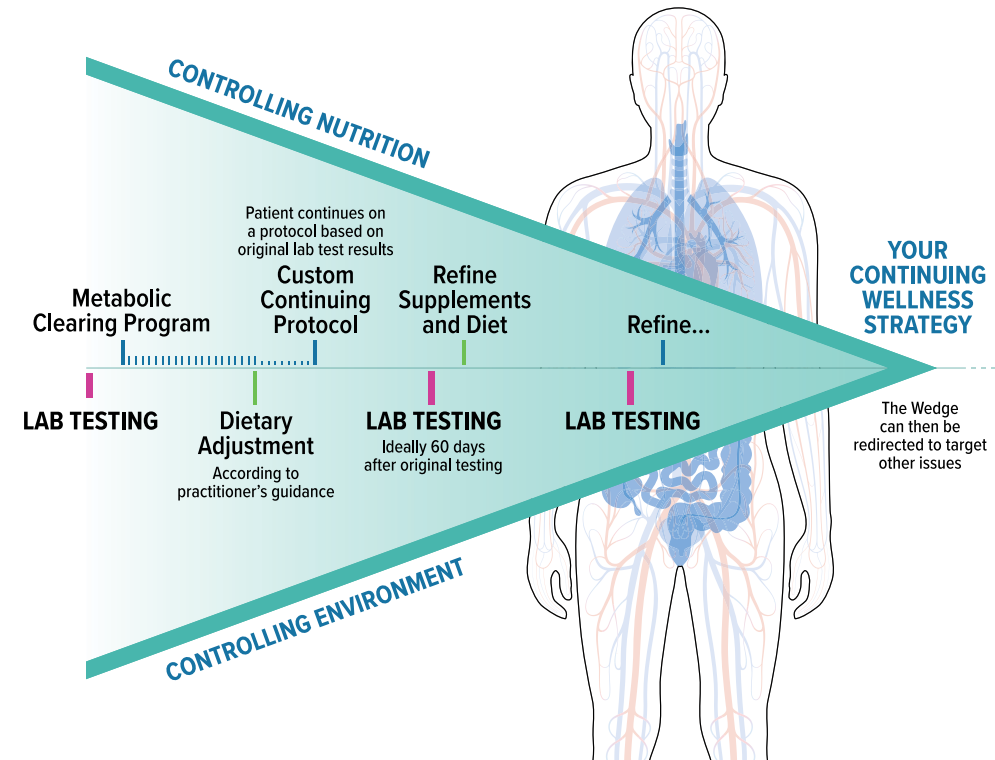 CONTROLLING NUTRITION
Patient continues on
a protocol based on
original lab test results
Metabolic
Clearing Program
Custom
Continuing
Protocol
Refine
Supplements
and Diet
Refine...
YOUR
CONTINUING
WELLNESS
STRATEGY
LAB TESTING
Dietary
Adjustment
According to
practitioner’s guidance
LAB TESTING
Ideally 60 days
after original testing
LAB TESTING
The Wedge
can then be
redirected to target
other issues
CONTROLLING ENVIRONMENT